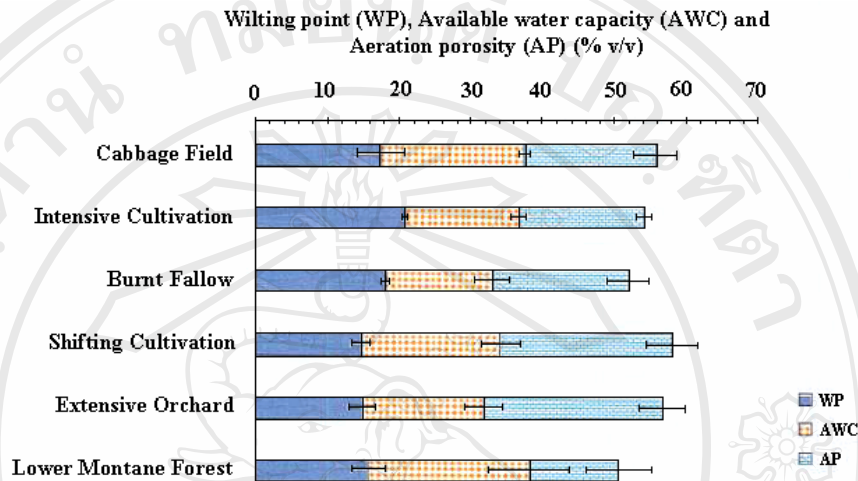 Wilting point (WP), Available water capacity (AWC) and
Aeration porosity (AP) (% v/v)
0 10 20 30 40 50 60 70
Cabbage Field
Intensive Cultivation
Burnt Fallow
Shifting Cultivation
Extensive Orchard
Lower Montane Forest
WP
AWC
AP